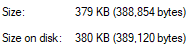 Size: 379 KB (388,854 bytes)
Size on disk: 380 KB (389,120 bytes)